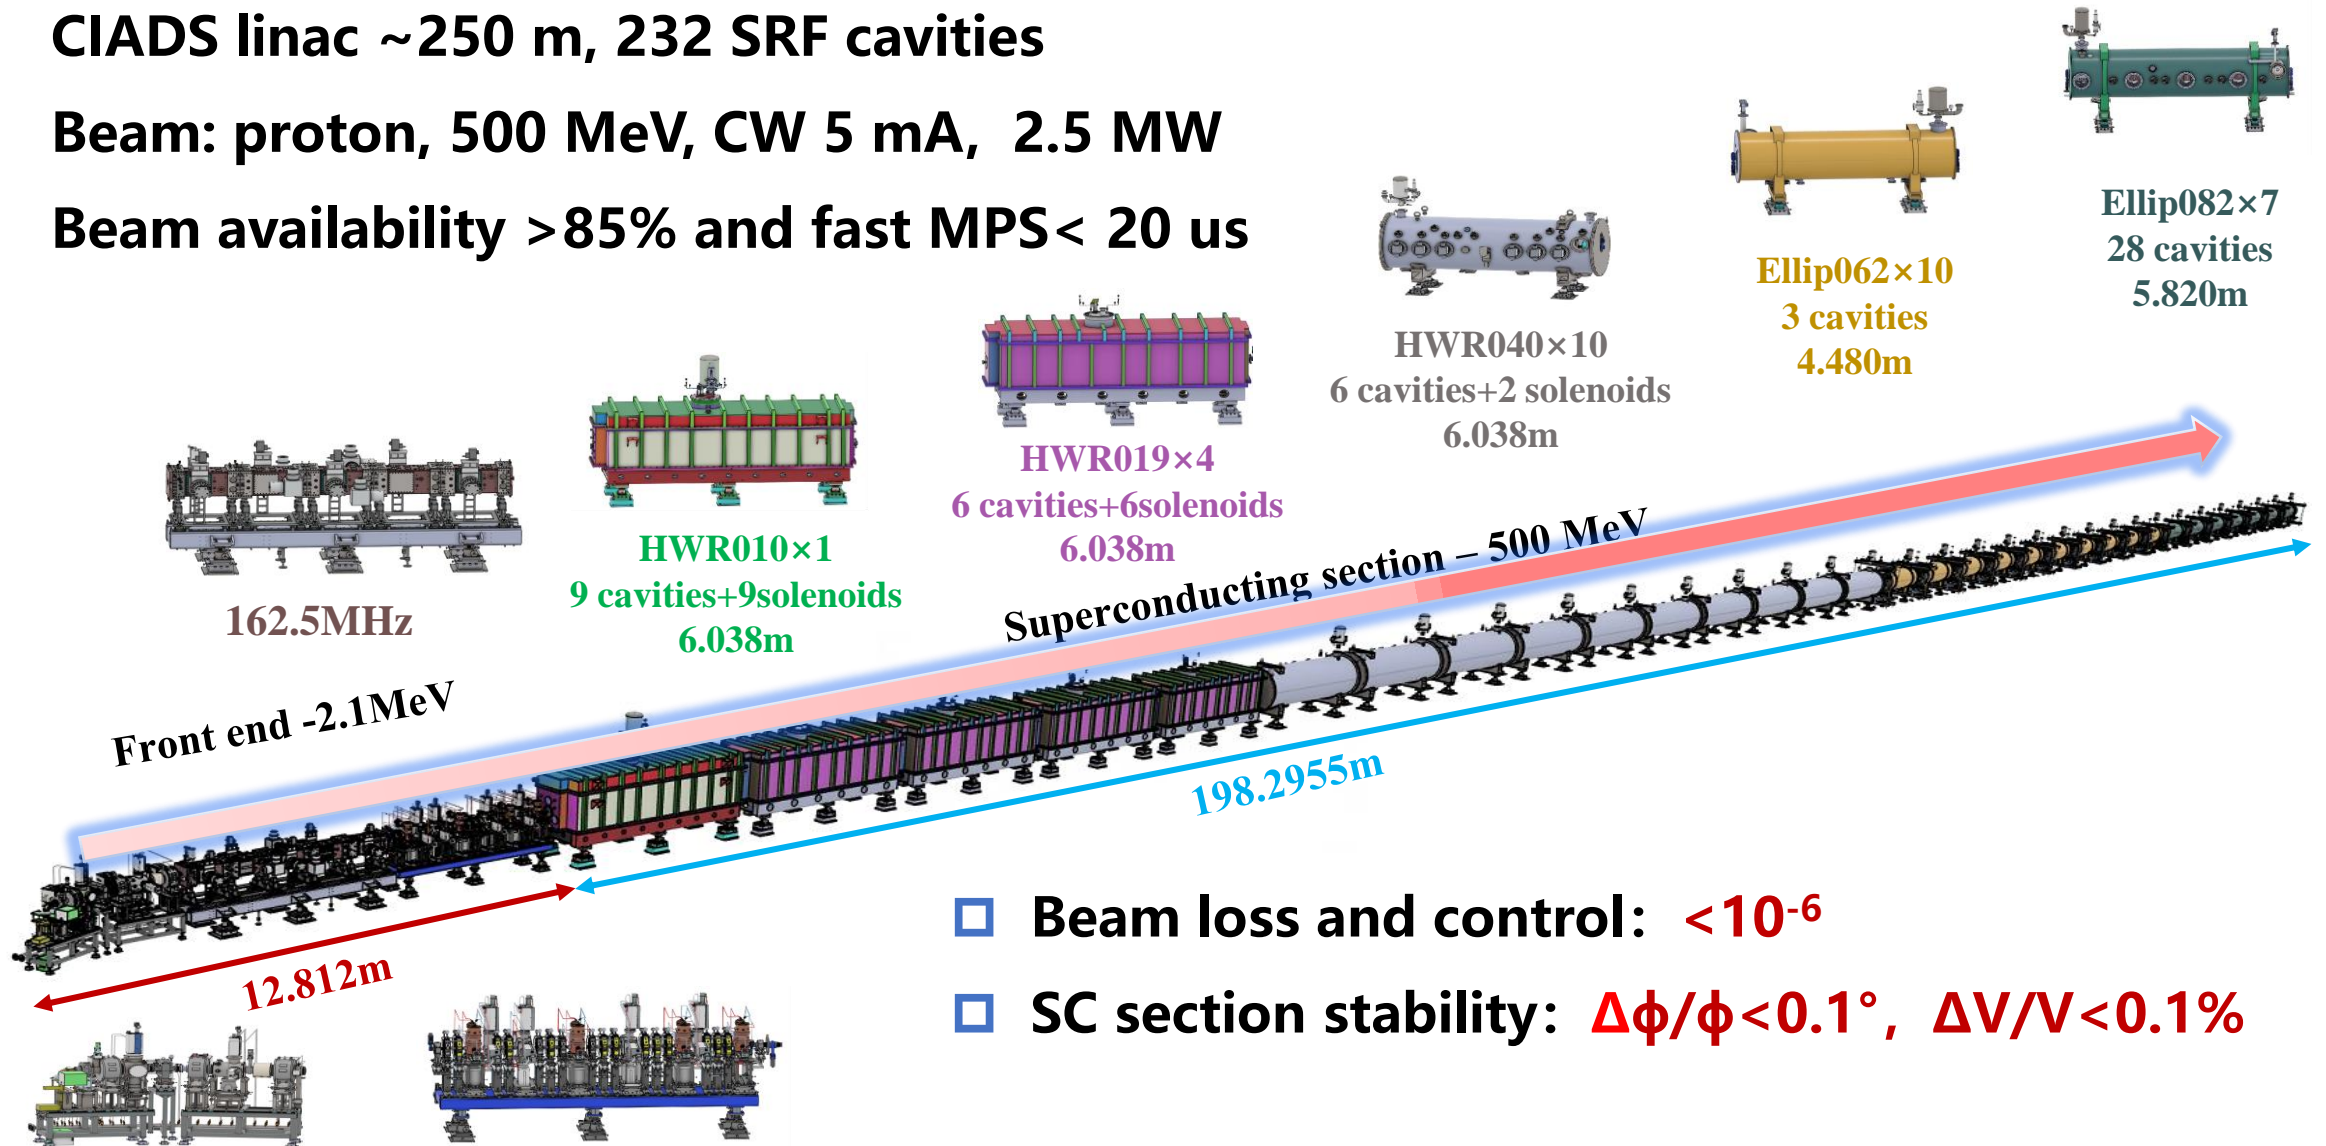 CIADS linac ~250 m, 232 SRF cavities
Beam: proton, 500 MeV, CW 5 mA,  2.5 MW
Beam availability >85% and fast MPS< 20 us
Ellip082×7
28 cavities
5.820m
Ellip062×10
3 cavities
4.480m
HWR040×10
6 cavities+2 solenoids
6.038m
HWR019×4
6 cavities+6solenoids
6.038m
HWR010×1
9 cavities+9solenoids
6.038m
162.5MHz
Superconducting section – 500 MeV
Front end -2.1MeV
198.2955m
12.812m
Beam loss and control: <10⁻⁶
SC section stability: Δϕ/ϕ<0.1°, ΔV/V<0.1%